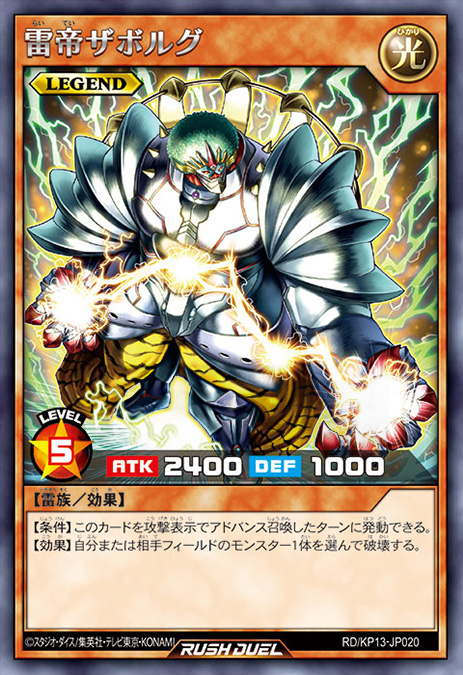 らい てい
雷帝ザボルグ
ひかり
光
LEGEND
LEVEL
5
ATK 2400 DEF 1000
【雷族／効果】
【条件】このカードを攻撃表示でアドバンス召喚したターンに発動できる。
【効果】自分または相手フィールドのモンスター1体を選んで破壊する。
©スタジオ・ダイス/集英社・テレビ東京・KONAMI
RUSH DUEL
RD/KP13-JP020